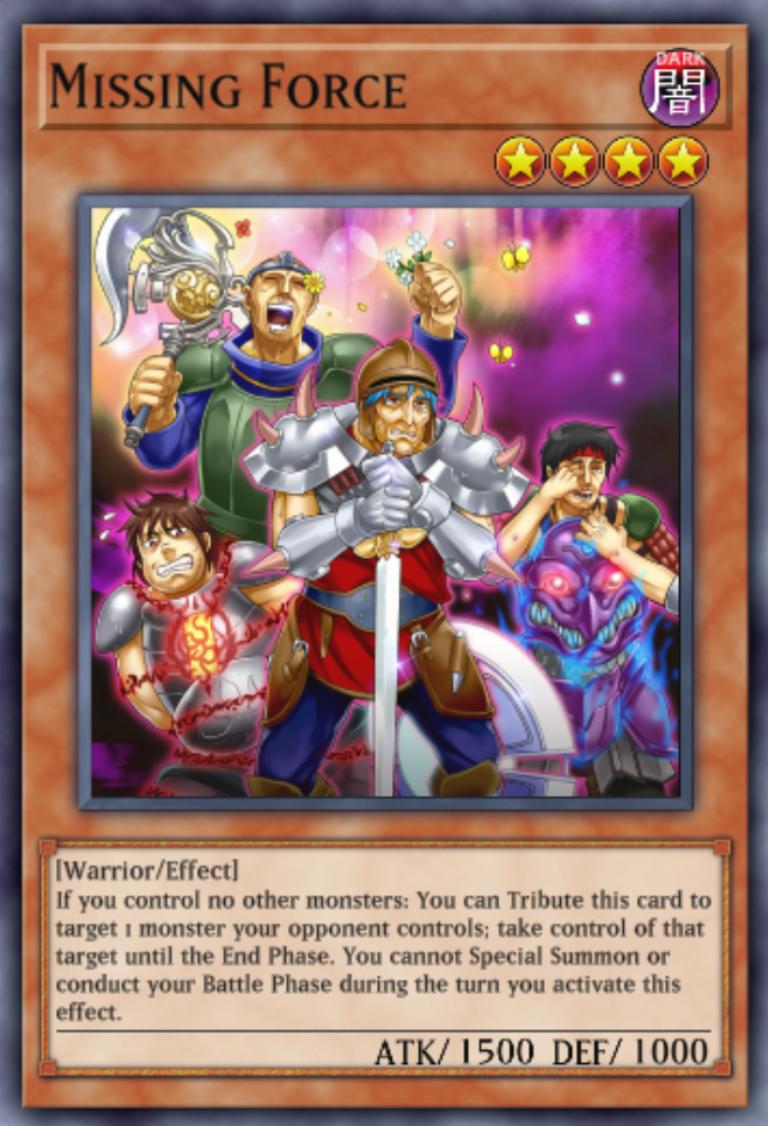 Missing Force
DARK
闇
[Warrior/Effect]
If you control no other monsters: You can Tribute this card to
target 1 monster your opponent controls; take control of that
target until the End Phase. You cannot Special Summon or
conduct your Battle Phase during the turn you activate this
effect.
ATK/ 1500 DEF/ 1000